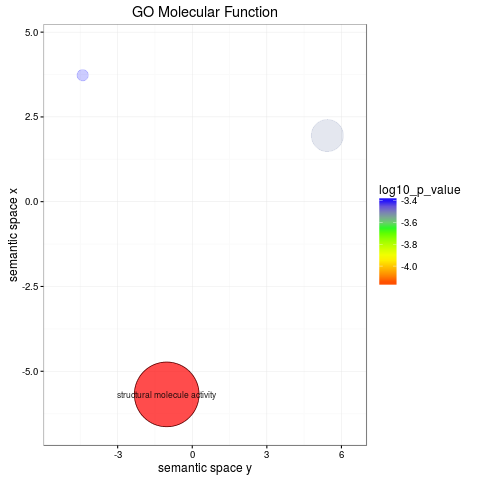 GO Molecular Function
5.0
2.5
0.0
-2.5
-5.0
semantic space x
-3
0
3
6
semantic space y
structural molecule activity
log10_p_value
-3.4
-3.6
-3.8
-4.0